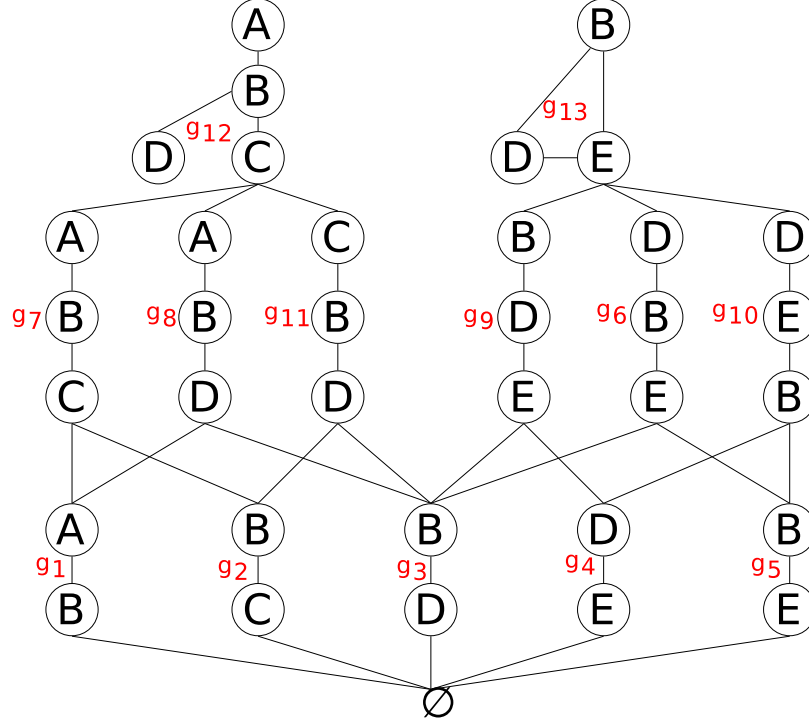 A B
B
g12 g13
D C D E
A A C B D D
g7 B g8 B g11 B g9 D g6 B g10 E
C D D E E B
A B B D B
g1 g2 g3 g4 g5
B C D E E
∅